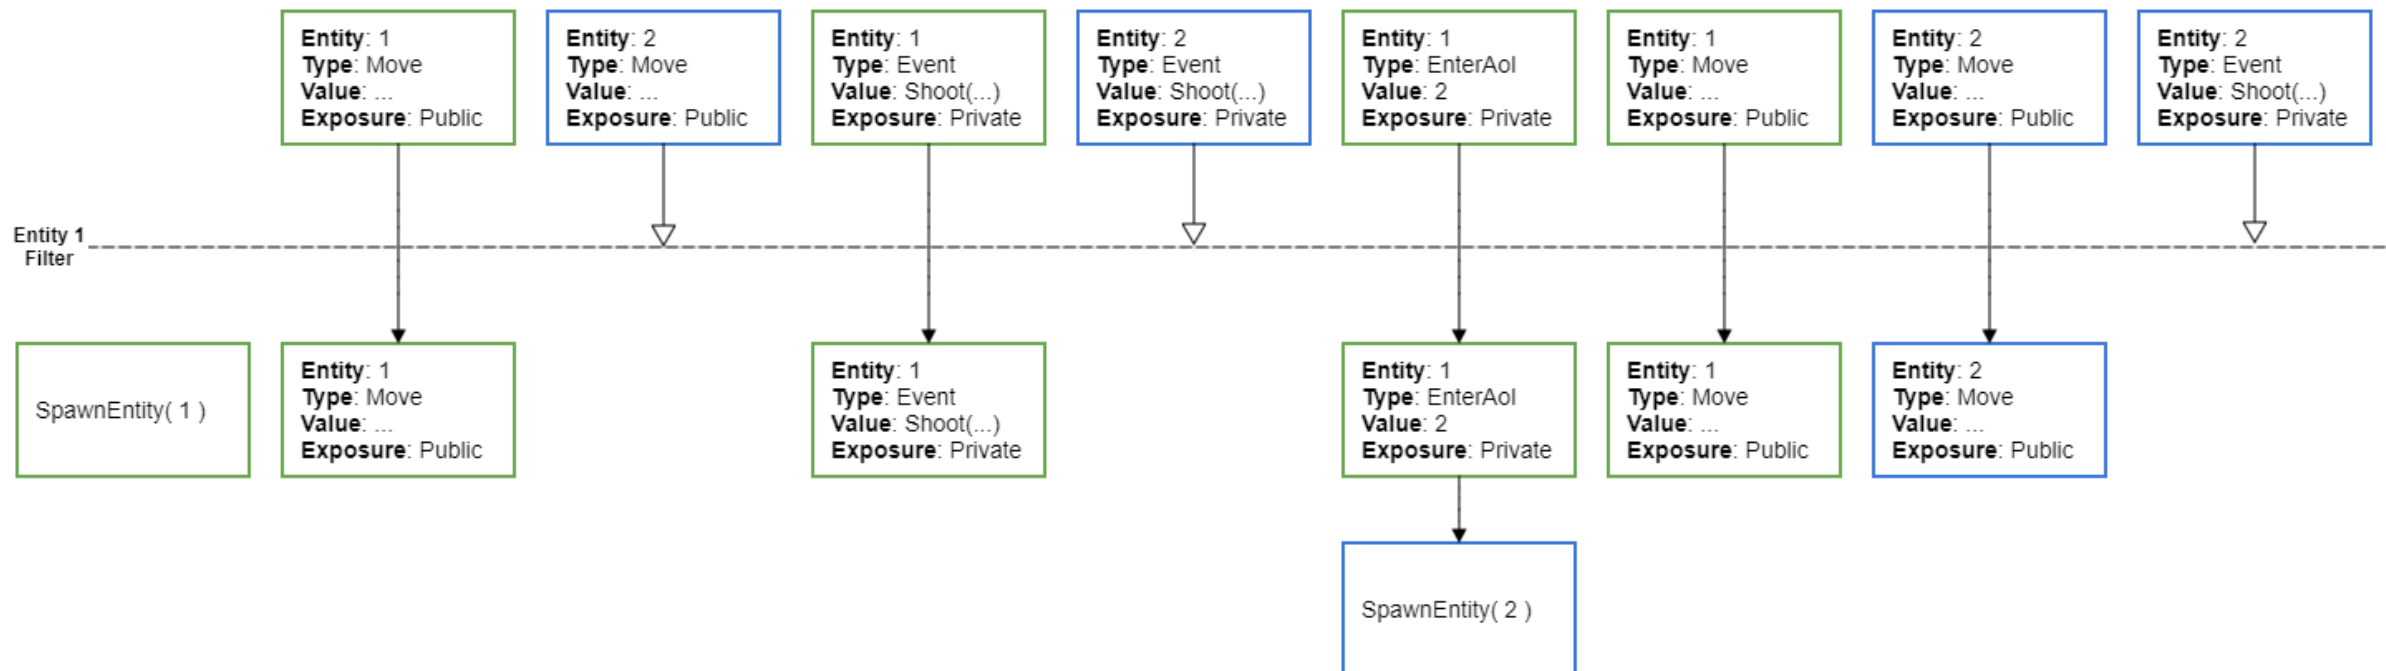 Entity: 1
Type: Move
Value: ...
Exposure: Public
Entity: 2
Type: Move
Value: ...
Exposure: Public
Entity: 1
Type: Event
Value: Shoot(...)
Exposure: Private
Entity: 2
Type: Event
Value: Shoot(...)
Exposure: Private
Entity: 1
Type: EnterAoI
Value: 2
Exposure: Private
Entity: 1
Type: Move
Value: ...
Exposure: Public
Entity: 2
Type: Move
Value: ...
Exposure: Public
Entity: 2
Type: Event
Value: Shoot(...)
Exposure: Private
Entity 1
Filter
SpawnEntity( 1 )
Entity: 1
Type: Move
Value: ...
Exposure: Public
Entity: 1
Type: Event
Value: Shoot(...)
Exposure: Private
Entity: 1
Type: EnterAoI
Value: 2
Exposure: Private
Entity: 1
Type: Move
Value: ...
Exposure: Public
Entity: 2
Type: Move
Value: ...
Exposure: Public
SpawnEntity( 2 )